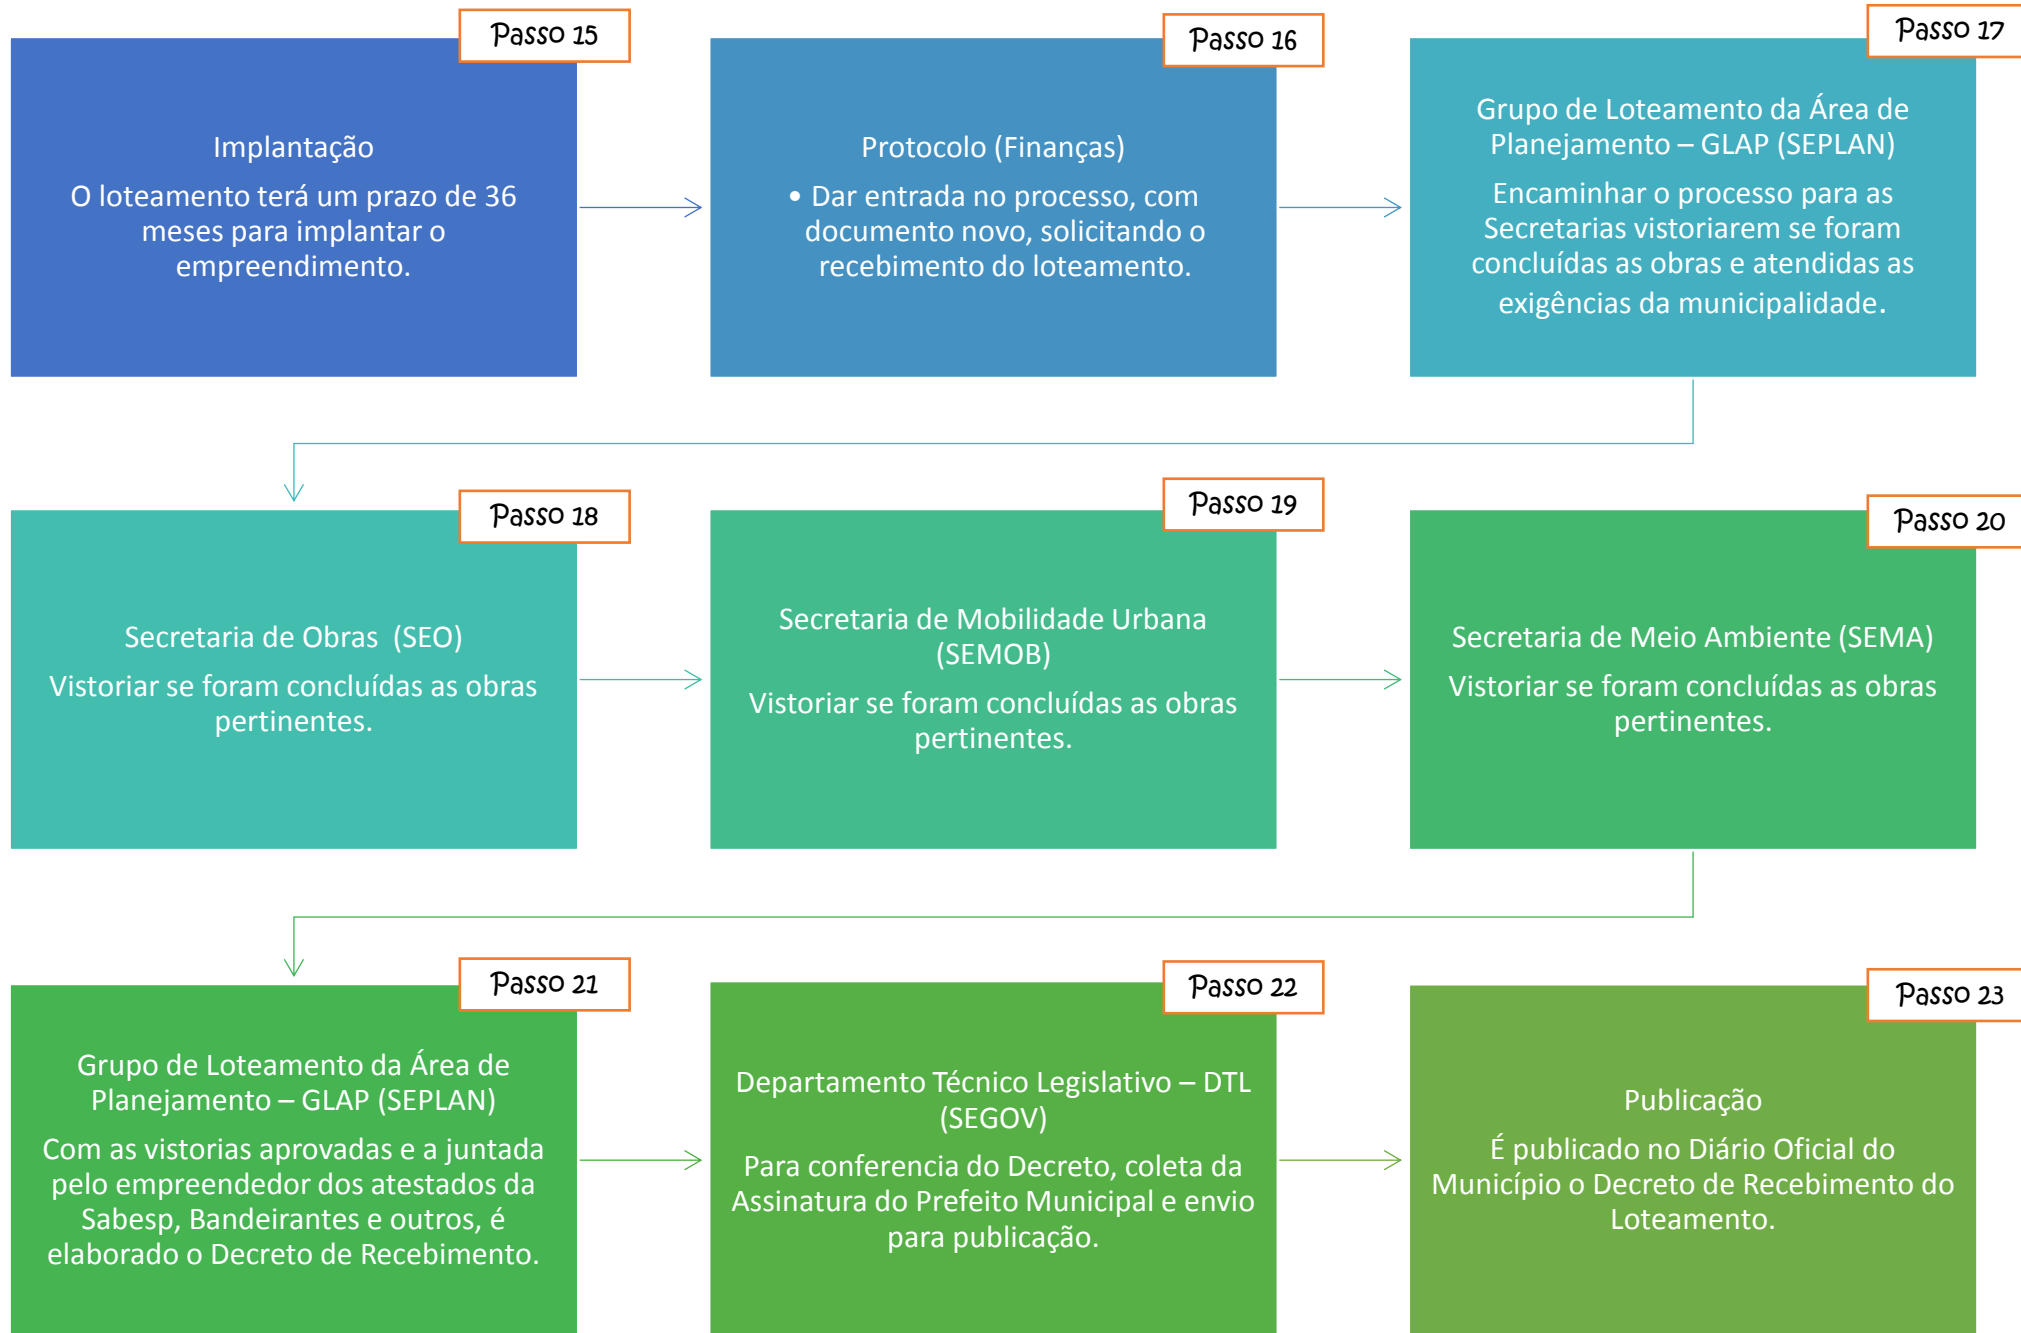 Passo 15
Implantação
O loteamento terá um prazo de 36
meses para implantar o
empreendimento.
Passo 16
Protocolo (Finanças)
• Dar entrada no processo, com
documento novo, solicitando o
recebimento do loteamento.
Passo 17
Grupo de Loteamento da Área de
Planejamento – GLAP (SEPLAN)
Encaminhar o processo para as
Secretarias vistoriarem se foram
concluídas as obras e atendidas as
exigências da municipalidade.
Passo 18
Secretaria de Obras (SEO)
Vistoriar se foram concluídas as obras
pertinentes.
Passo 19
Secretaria de Mobilidade Urbana
(SEMOB)
Vistoriar se foram concluídas as obras
pertinentes.
Passo 20
Secretaria de Meio Ambiente (SEMA)
Vistoriar se foram concluídas as obras
pertinentes.
Passo 21
Grupo de Loteamento da Área de
Planejamento – GLAP (SEPLAN)
Com as vistorias aprovadas e a juntada
pelo empreendedor dos atestados da
Sabesp, Bandeirantes e outros, é
elaborado o Decreto de Recebimento.
Passo 22
Departamento Técnico Legislativo – DTL
(SEGOV)
Para conferencia do Decreto, coleta da
Assinatura do Prefeito Municipal e envio
para publicação.
Passo 23
Publicação
É publicado no Diário Oficial do
Município o Decreto de Recebimento do
Loteamento.